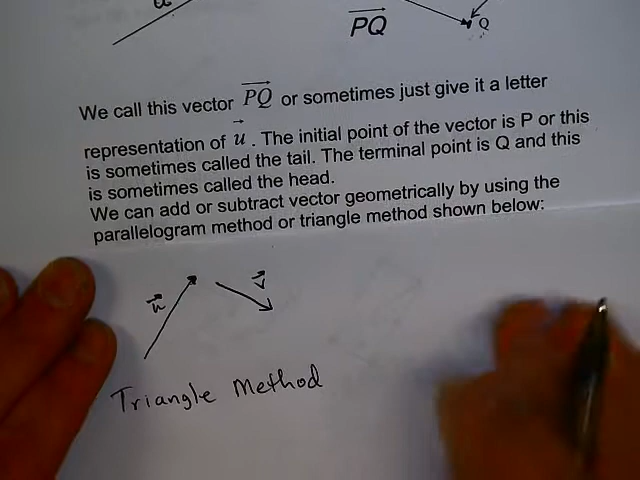 u
PQ
Q
We call this vector PQ or sometimes just give it a letter
representation of u . The initial point of the vector is P or this
is sometimes called the tail. The terminal point is Q and this
is sometimes called the head.
We can add or subtract vector geometrically by using the
parallelogram method or triangle method shown below:
u v
Triangle Method